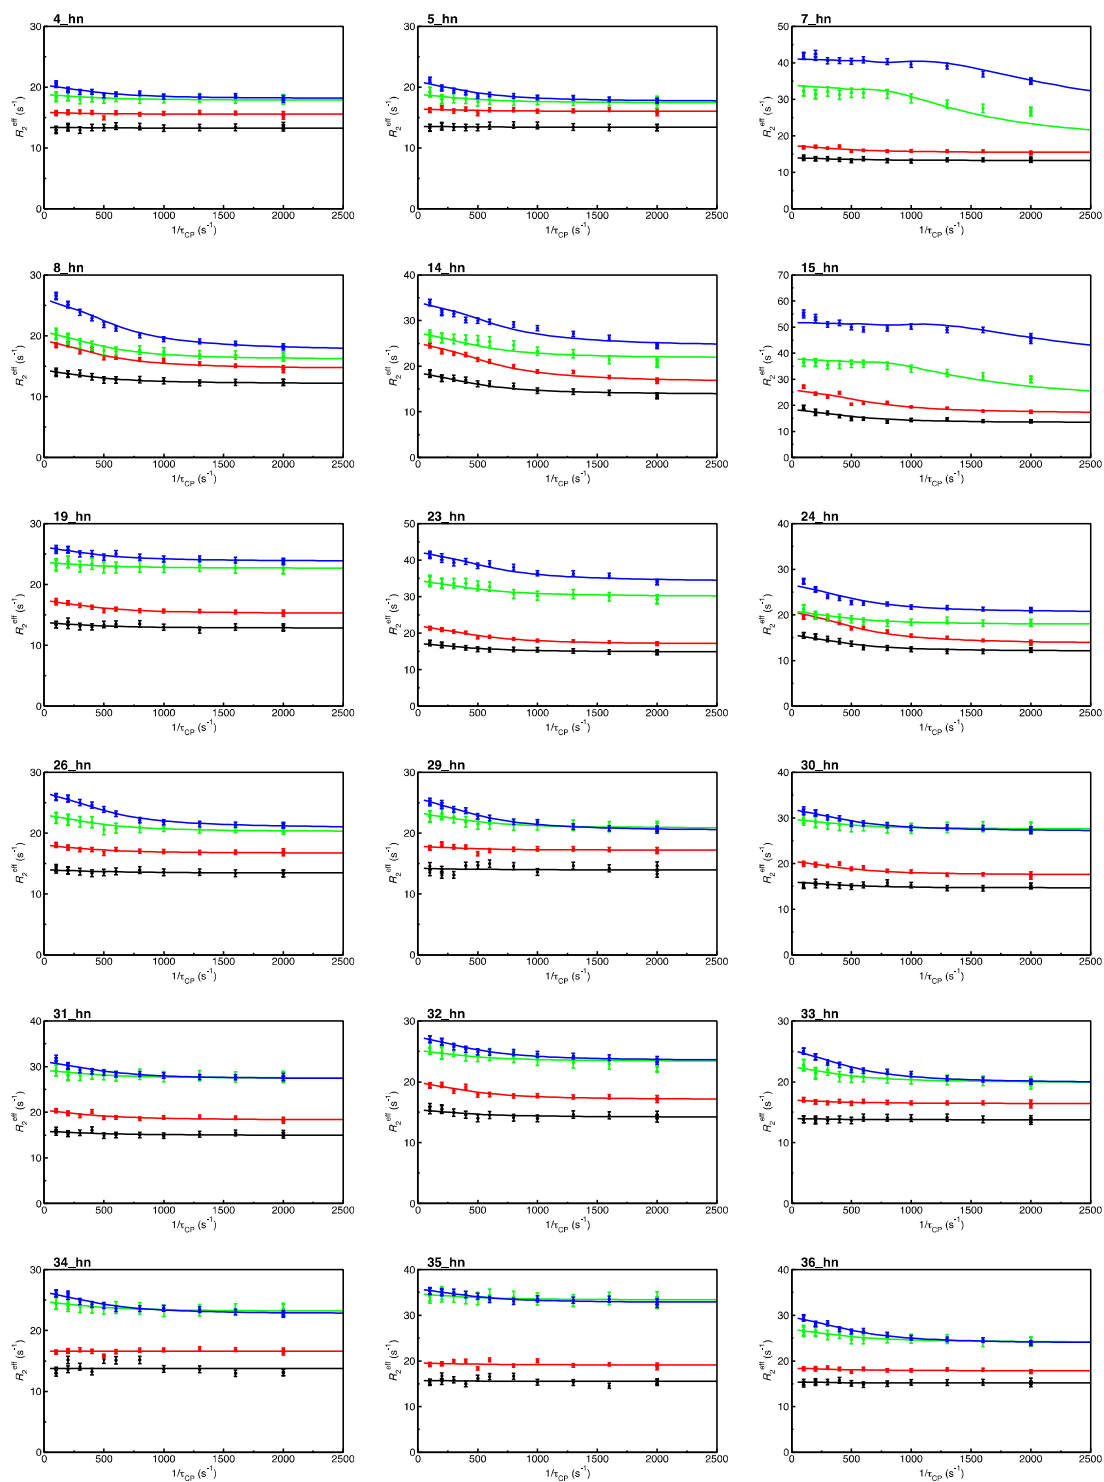 4_hn
5_hn
7_hn
30
20
10
0
R₂ᵉᶠᶠ (s⁻¹)
0 500 1000 1500 2000 2500
1/τCP (s⁻¹)
30
20
10
0
R₂ᵉᶠᶠ (s⁻¹)
0 500 1000 1500 2000 2500
1/τCP (s⁻¹)
50
40
30
20
10
0
R₂ᵉᶠᶠ (s⁻¹)
0 500 1000 1500 2000 2500
1/τCP (s⁻¹)
8_hn
14_hn
15_hn
30
20
10
0
R₂ᵉᶠᶠ (s⁻¹)
0 500 1000 1500 2000 2500
1/τCP (s⁻¹)
40
30
20
10
0
R₂ᵉᶠᶠ (s⁻¹)
0 500 1000 1500 2000 2500
1/τCP (s⁻¹)
70
60
50
40
30
20
10
0
R₂ᵉᶠᶠ (s⁻¹)
0 500 1000 1500 2000 2500
1/τCP (s⁻¹)
19_hn
23_hn
24_hn
30
20
10
0
R₂ᵉᶠᶠ (s⁻¹)
0 500 1000 1500 2000 2500
1/τCP (s⁻¹)
50
40
30
20
10
0
R₂ᵉᶠᶠ (s⁻¹)
0 500 1000 1500 2000 2500
1/τCP (s⁻¹)
40
30
20
10
0
R₂ᵉᶠᶠ (s⁻¹)
0 500 1000 1500 2000 2500
1/τCP (s⁻¹)
26_hn
29_hn
30_hn
30
20
10
0
R₂ᵉᶠᶠ (s⁻¹)
0 500 1000 1500 2000 2500
1/τCP (s⁻¹)
30
20
10
0
R₂ᵉᶠᶠ (s⁻¹)
0 500 1000 1500 2000 2500
1/τCP (s⁻¹)
40
30
20
10
0
R₂ᵉᶠᶠ (s⁻¹)
0 500 1000 1500 2000 2500
1/τCP (s⁻¹)
31_hn
32_hn
33_hn
40
30
20
10
0
R₂ᵉᶠᶠ (s⁻¹)
0 500 1000 1500 2000 2500
1/τCP (s⁻¹)
30
20
10
0
R₂ᵉᶠᶠ (s⁻¹)
0 500 1000 1500 2000 2500
1/τCP (s⁻¹)
30
20
10
0
R₂ᵉᶠᶠ (s⁻¹)
0 500 1000 1500 2000 2500
1/τCP (s⁻¹)
34_hn
35_hn
36_hn
30
20
10
0
R₂ᵉᶠᶠ (s⁻¹)
0 500 1000 1500 2000 2500
1/τCP (s⁻¹)
40
30
20
10
0
R₂ᵉᶠᶠ (s⁻¹)
0 500 1000 1500 2000 2500
1/τCP (s⁻¹)
40
30
20
10
0
R₂ᵉᶠᶠ (s⁻¹)
0 500 1000 1500 2000 2500
1/τCP (s⁻¹)